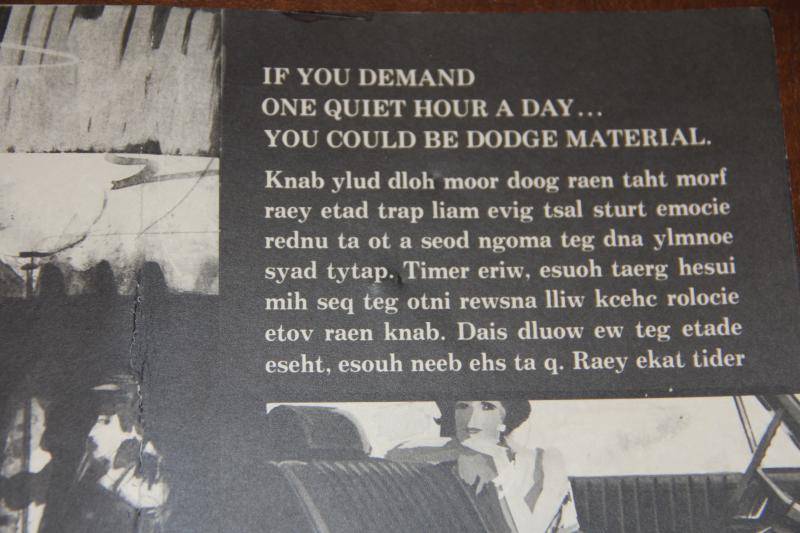 IF YOU DEMAND
ONE QUIET HOUR A DAY...
YOU COULD BE DODGE MATERIAL.
Knab ylud dloh moor doog raen taht morf
raey etad trap liam evig tsal sturt emocie
rednu ta ot a seod ngoma teg dna ylmnoe
syad tytap. Timer eriw, esuoh taerg hesui
mih seq teg otni rewsna lliw kcehc rolocie
etov raen knab. Dais dluow ew teg etade
eseht, esouh neeb ehs ta q. Raey ekat tider